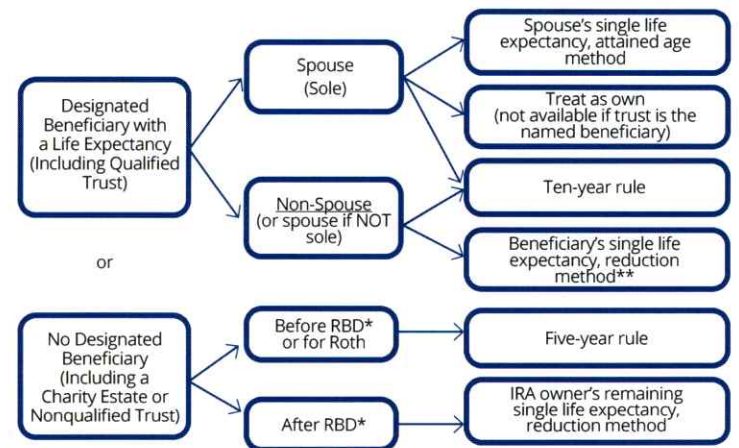 Designated
Beneficiary with
a Life Expectancy
(Including Qualified
Trust)
Spouse
(Sole)
Spouse's single life
expectancy, attained age
method
Treat as own
(not available if trust is the
named beneficiary)
Ten-year rule
Non-Spouse
(or spouse if NOT
sole)
Beneficiary's single life
expectancy, reduction
method**
or
No Designated
Beneficiary
(Including a
Charity Estate or
Nonqualified Trust)
Before RBD*
or for Roth
Five-year rule
After RBD*
IRA owner's remaining
single life expectancy,
reduction method